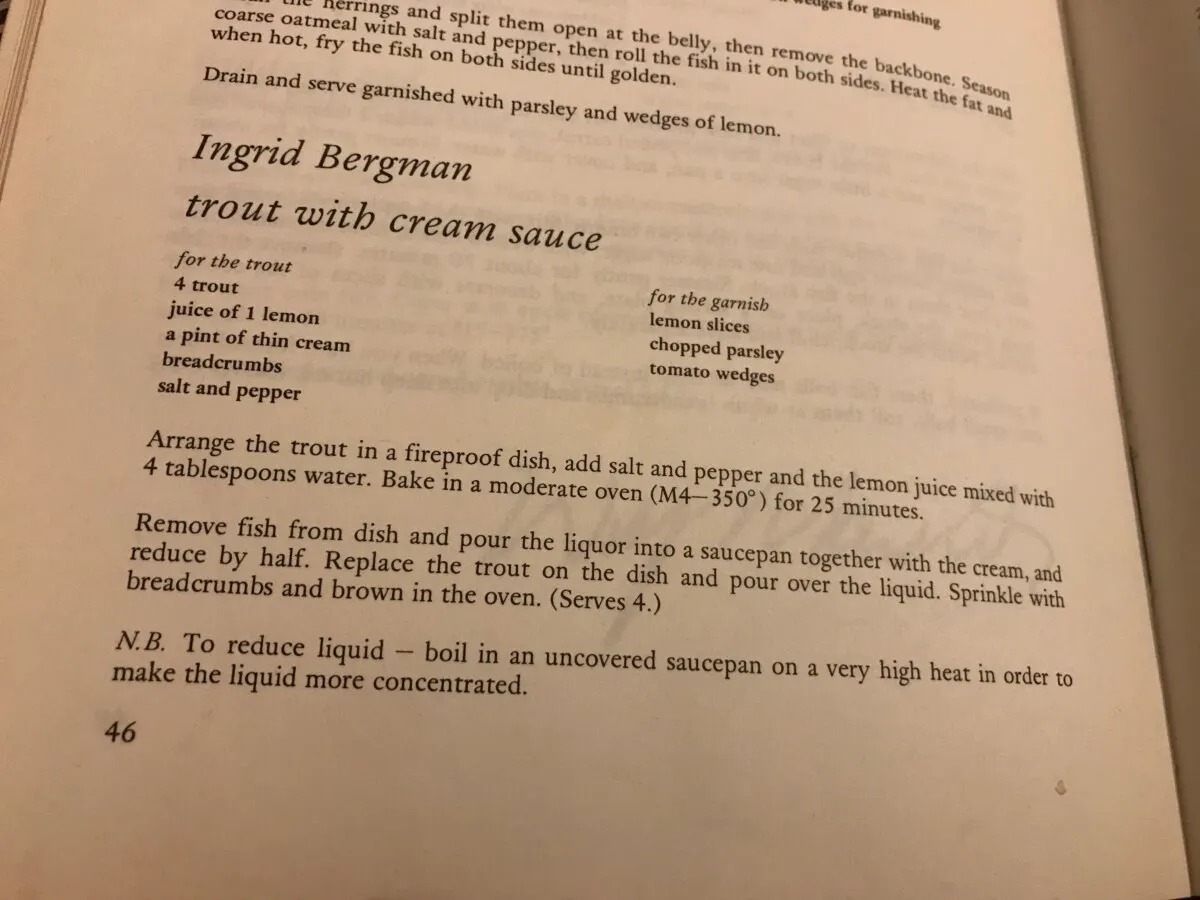 wedges for garnishing
the herrings and split them open at the belly, then remove the backbone. Season
coarse oatmeal with salt and pepper, then roll the fish in it on both sides. Heat the fat and
when hot, fry the fish on both sides until golden.
Drain and serve garnished with parsley and wedges of lemon.
Ingrid Bergman
trout with cream sauce
for the trout
4 trout
juice of 1 lemon
a pint of thin cream
breadcrumbs
salt and pepper
for the garnish
lemon slices
chopped parsley
tomato wedges
Arrange the trout in a fireproof dish, add salt and pepper and the lemon juice mixed with
4 tablespoons water. Bake in a moderate oven (M4—350°) for 25 minutes.
Remove fish from dish and pour the liquor into a saucepan together with the cream, and
reduce by half. Replace the trout on the dish and pour over the liquid. Sprinkle with
breadcrumbs and brown in the oven. (Serves 4.)
N.B. To reduce liquid — boil in an uncovered saucepan on a very high heat in order to
make the liquid more concentrated.
46